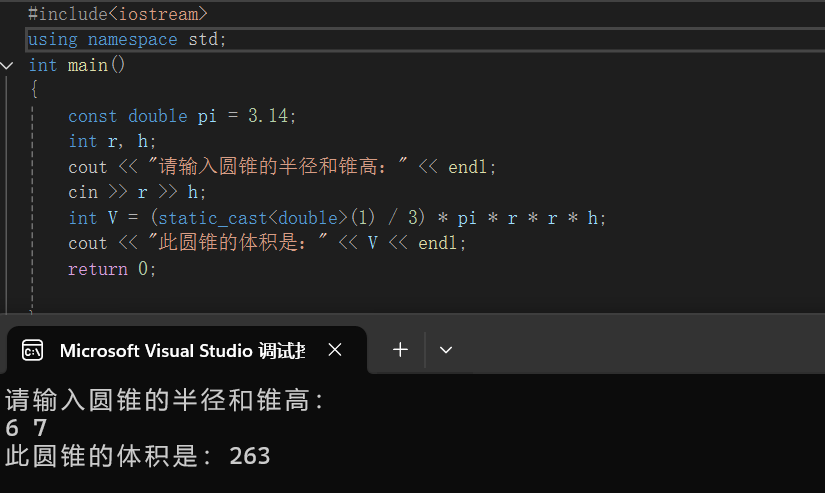 #include<iostream>
using namespace std;
int main()
{
const double pi = 3.14;
int r, h;
cout << "请输入圆锥的半径和锥高：" << endl;
cin >> r >> h;
int V = (static_cast<double>(1) / 3) * pi * r * r * h;
cout << "此圆锥的体积是：" << V << endl;
return 0;
}
Microsoft Visual Studio 调试
请输入圆锥的半径和锥高：
6 7
此圆锥的体积是：263